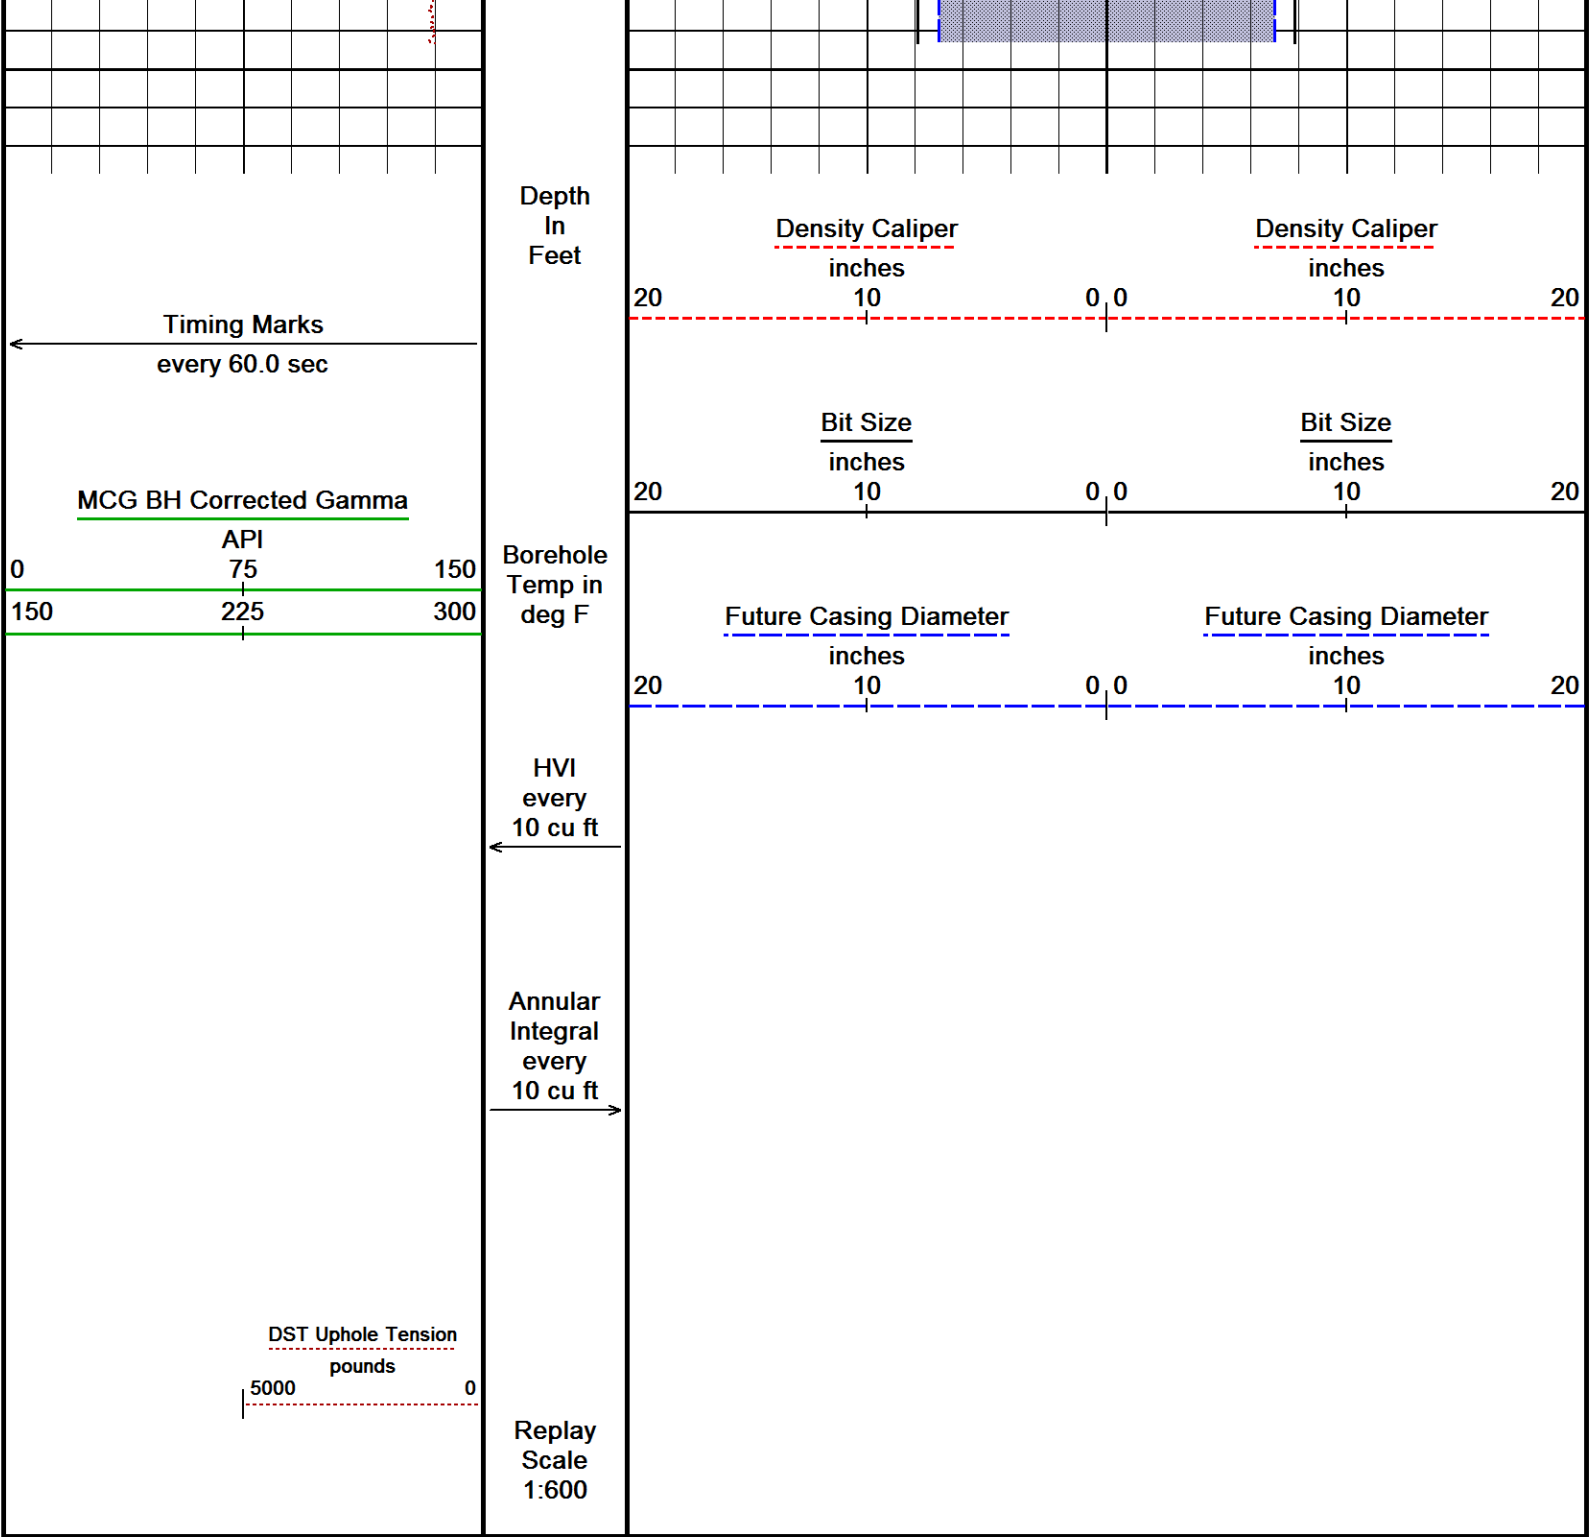 Timing Marks
every 60.0 sec
MCG BH Corrected Gamma
API
0 75 150
150 225 300
DST Uphole Tension
pounds
5000 0
Depth
In
Feet
Borehole
Temp in
deg F
HVI
every
10 cu ft
Annular
Integral
every
10 cu ft
Replay
Scale
1:600
Density Caliper Density Caliper
inches inches
20 10 0 0 10 20
Bit Size Bit Size
inches inches
20 10 0 0 10 20
Future Casing Diameter Future Casing Diameter
inches inches
20 10 0 0 10 20